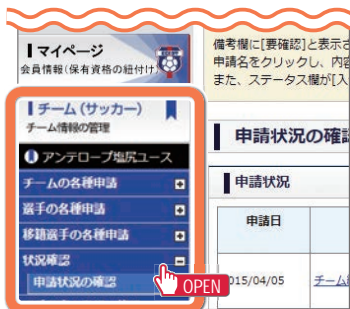 マイページ
会員情報(保有資格の紐付け)
チーム(サッカー)
チーム情報の管理
アンテロープ塩尻ユース
チームの各種申請
選手の各種申請
移籍選手の各種申請
状況確認
申請状況の確認
OPEN
備考欄に[要確認]と表示さ
申請名をクリックし、内容
また、ステータス欄が[入
申請状況の確認
申請状況
申請日
015/04/05
チーム